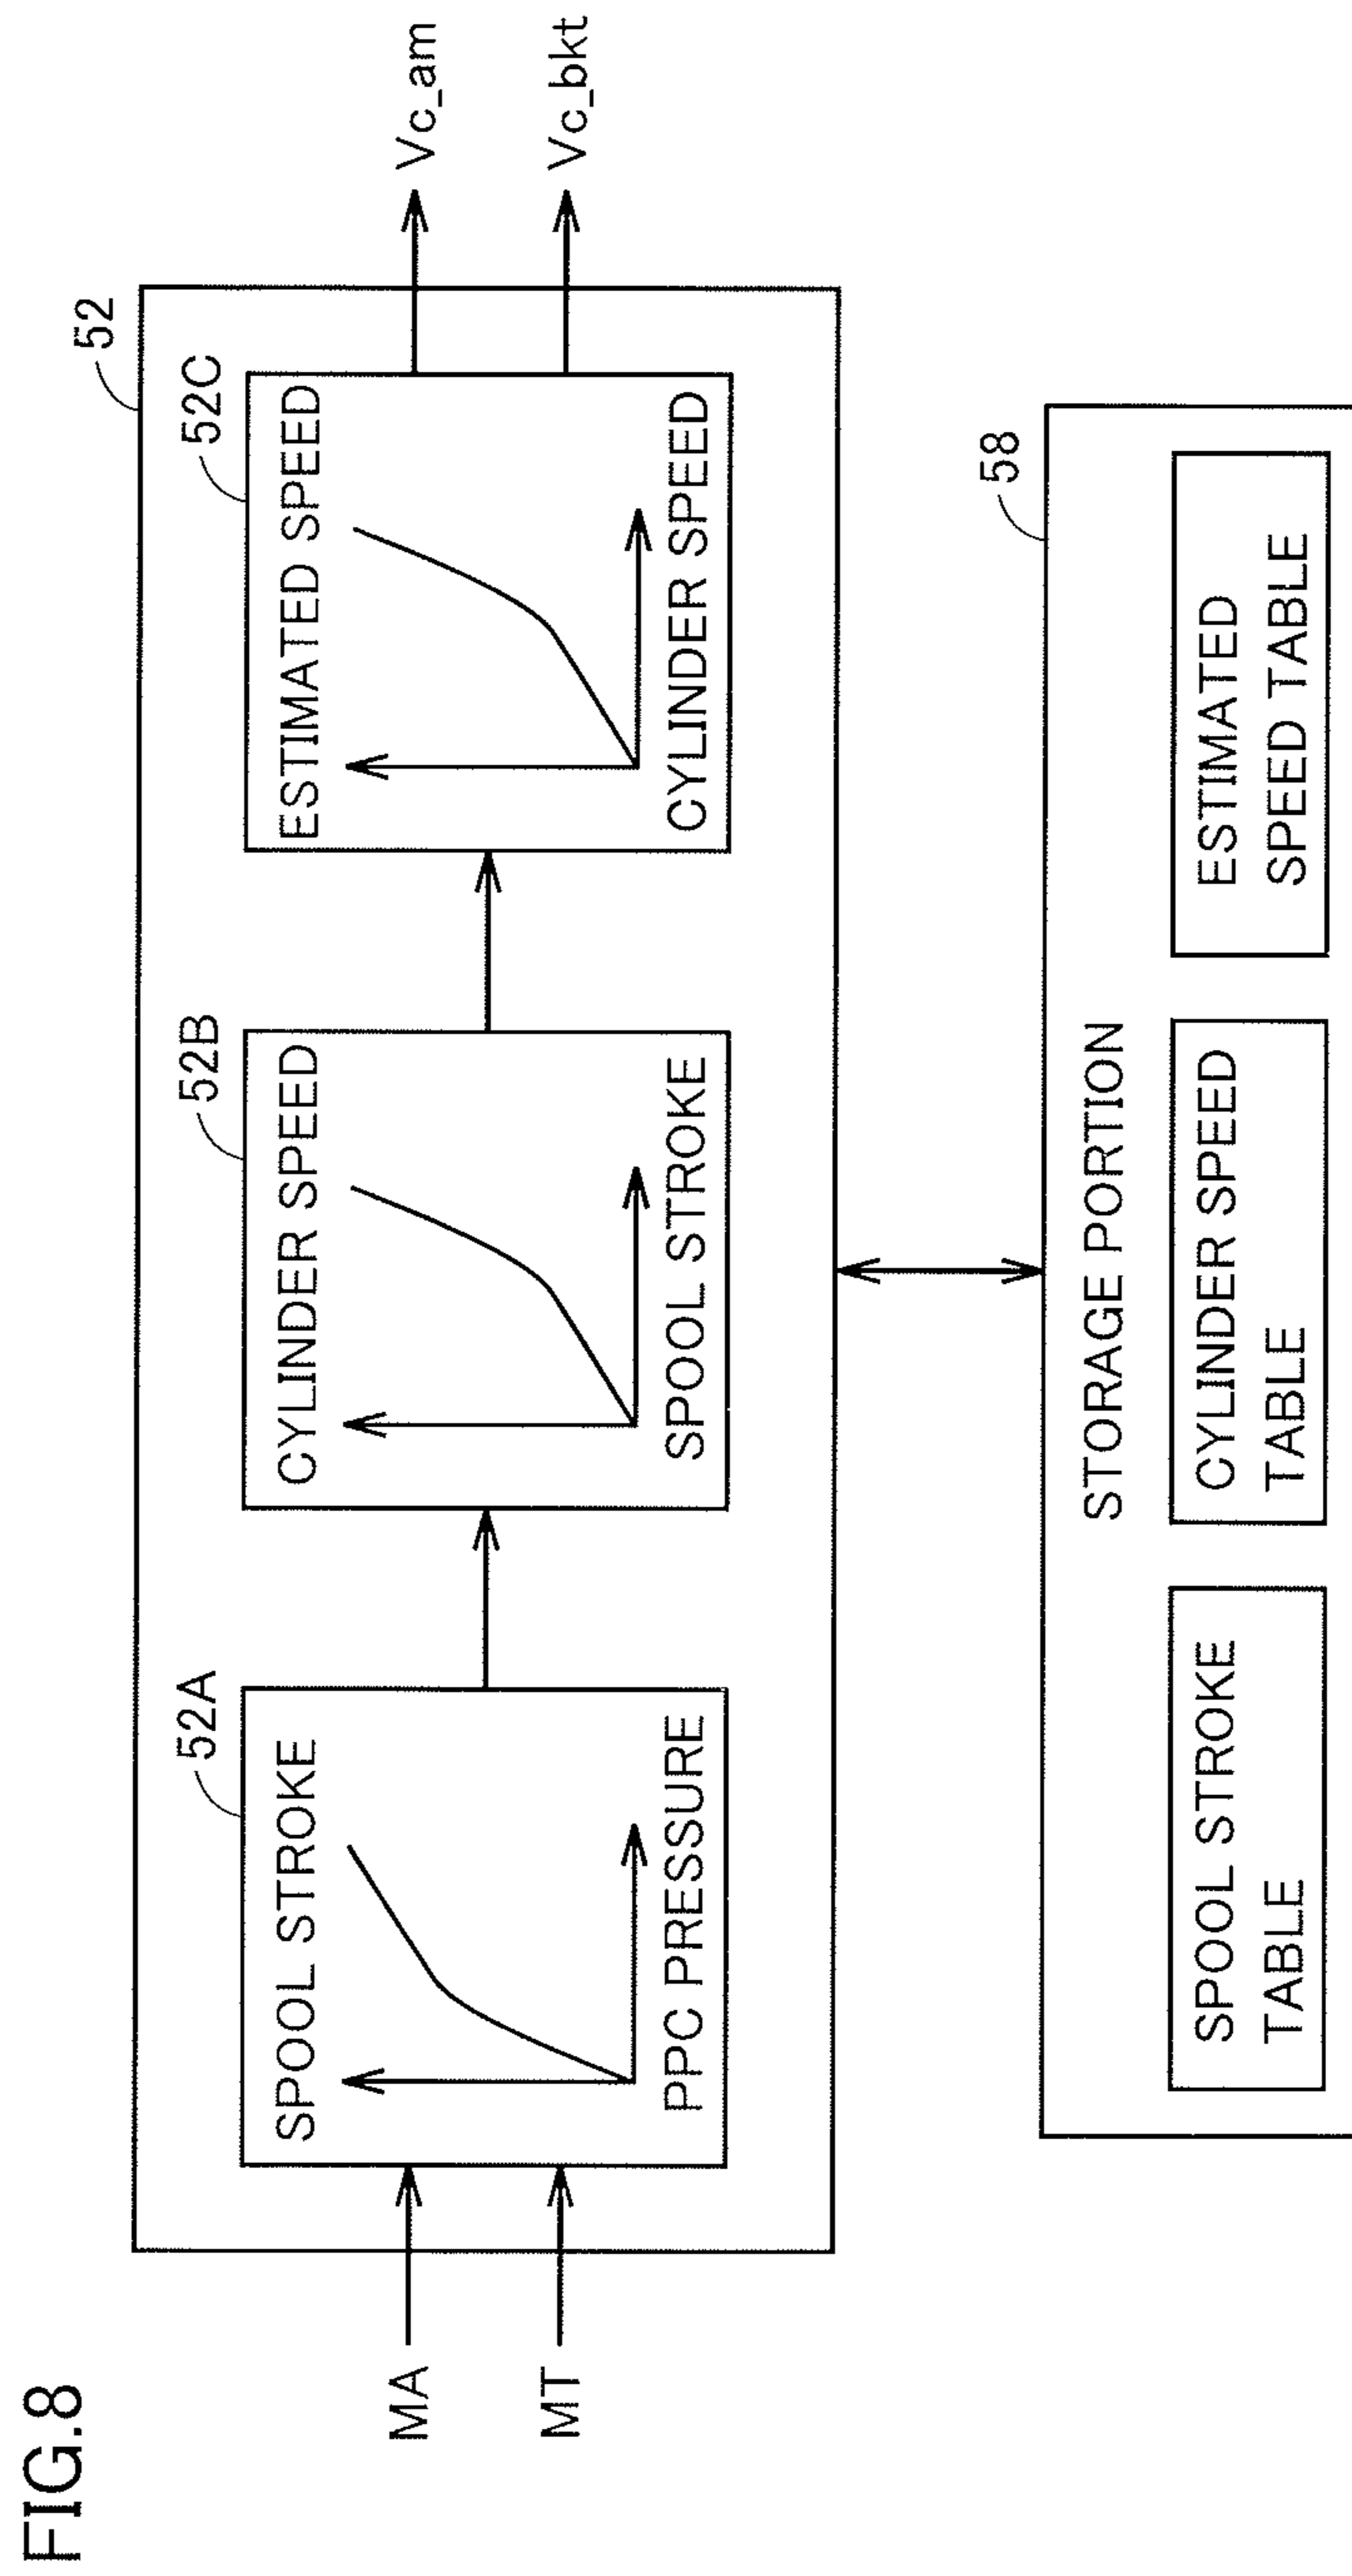 FIG.8
52
52A
SPOOL STROKE
PPC PRESSURE
MA
MT
52B
CYLINDER SPEED
SPOOL STROKE
52C
ESTIMATED SPEED
CYLINDER SPEED
Vc_am
Vc_bkt
58
STORAGE PORTION
SPOOL STROKE
TABLE
CYLINDER SPEED
TABLE
ESTIMATED
SPEED TABLE